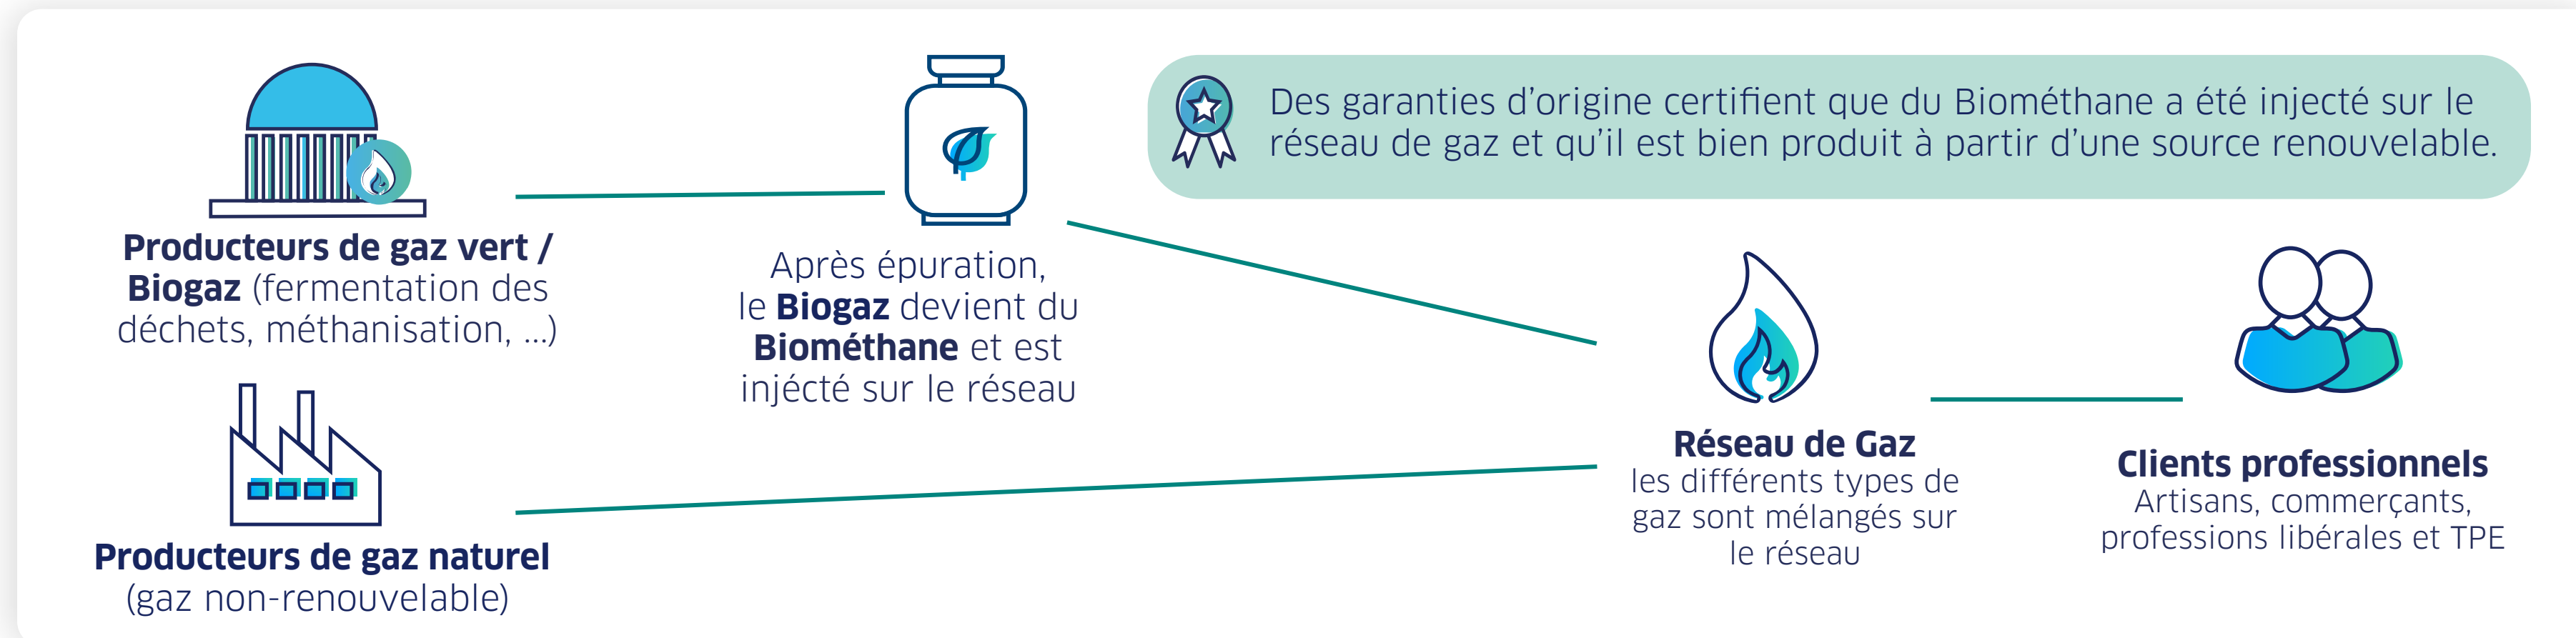 Des garanties d'origine certifient que du Biométhane a été injecté sur le
réseau de gaz et qu'il est bien produit à partir d'une source renouvelable.
Producteurs de gaz vert /
Biogaz (fermentation des
déchets, méthanisation, ...)
Après épuration,
le Biogaz devient du
Biométhane et est
injécté sur le réseau
Producteurs de gaz naturel
(gaz non-renouvelable)
Réseau de Gaz
les différents types de
gaz sont mélangés sur
le réseau
Clients professionnels
Artisans, commerçants,
professions libérales et TPE